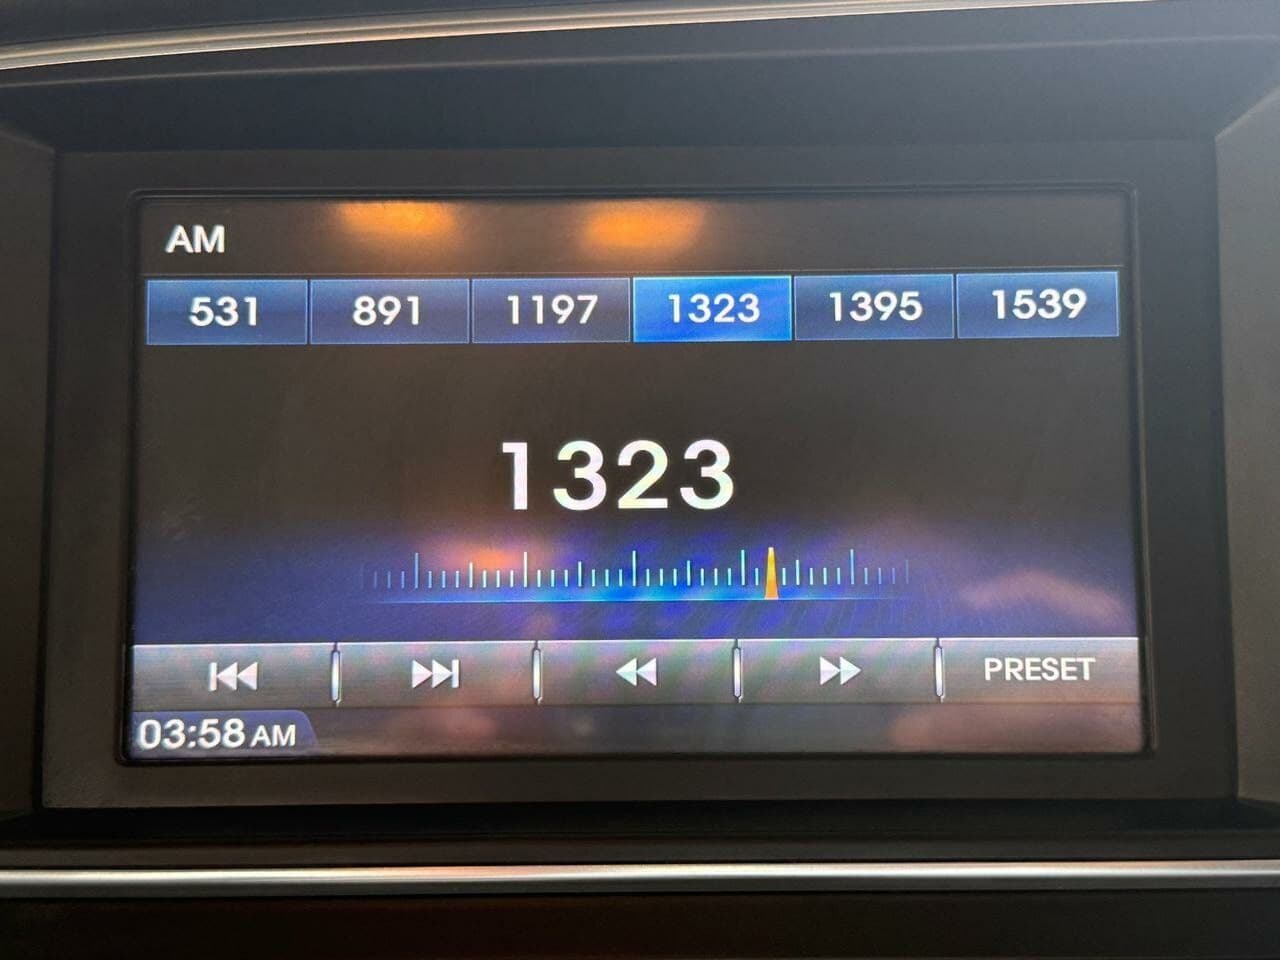 AM
531 891 1197 1323 1395 1539
1323
PRESET
03:58 AM